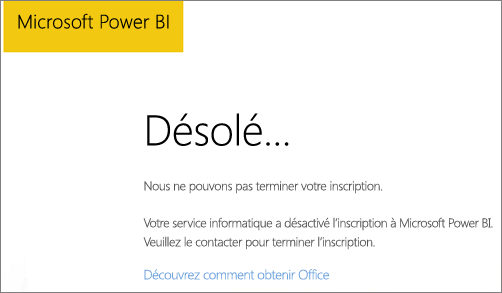 Microsoft Power BI
Désolé...
Nous ne pouvons pas terminer votre inscription.
Votre service informatique a désactivé l'inscription à Microsoft Power BI.
Veuillez le contacter pour terminer l'inscription.
Découvrez comment obtenir Office